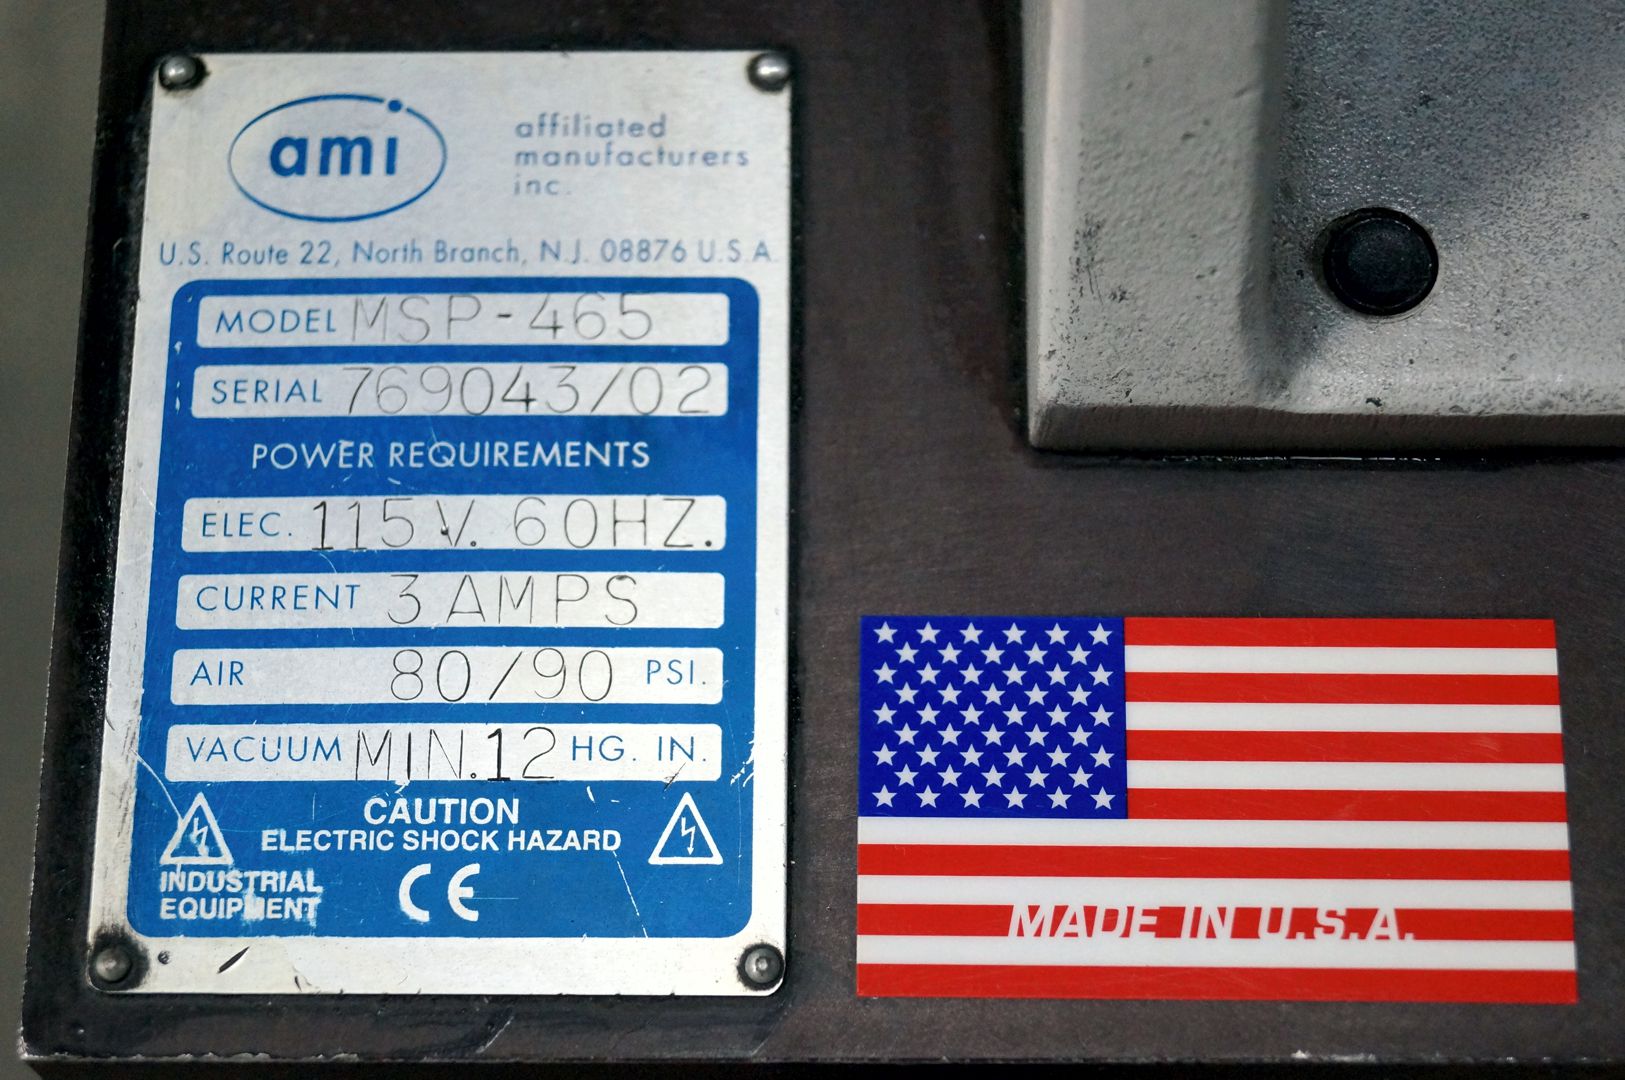 ami
affiliated
manufacturers
inc.
U.S. Route 22, North Branch, N.J. 08876 U.S.A.
MODEL MSP-465
SERIAL 769043/02
POWER REQUIREMENTS
ELEC. 115V. 60HZ.
CURRENT 3 AMPS
AIR 80/90 PSI.
VACUUM MIN.12 HG. IN.
CAUTION
ELECTRIC SHOCK HAZARD
INDUSTRIAL
EQUIPMENT
CE
MADE IN U.S.A.